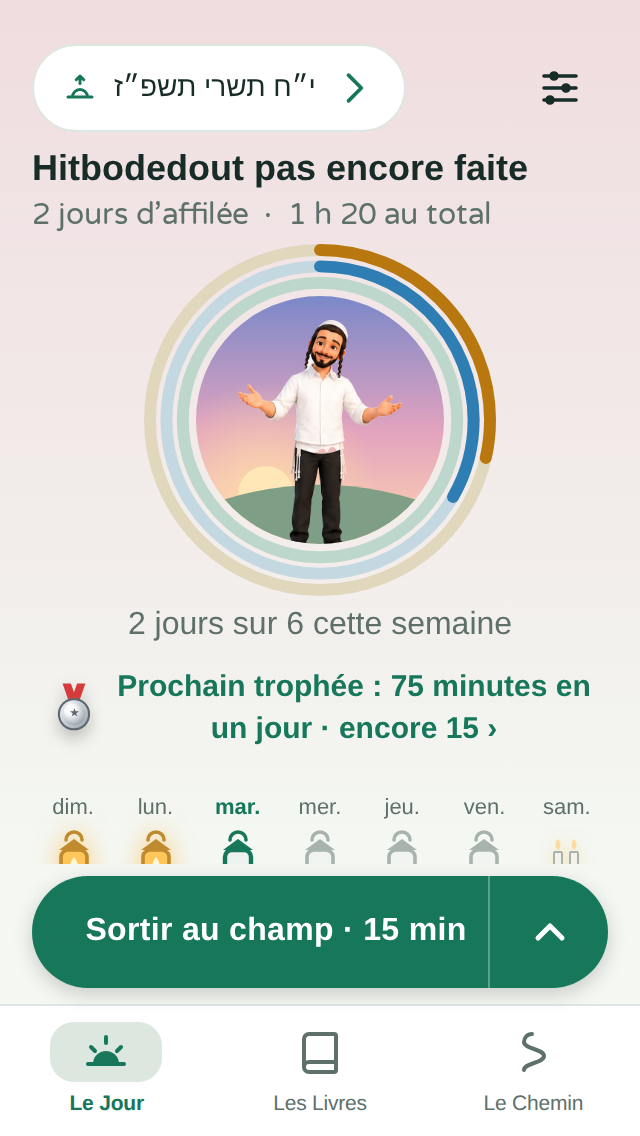 י״ח תשרי תשפ״ז
Hitbodedout pas encore faite
2 jours d’affilée · 1 h 20 au total
2 jours sur 6 cette semaine
Prochain trophée : 75 minutes en
un jour · encore 15 ›
dim. lun. mar. mer. jeu. ven. sam.
Sortir au champ · 15 min
Le Jour Les Livres Le Chemin